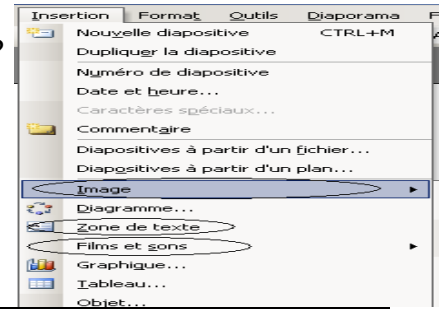 Insertion Format Outils Diaporama F
Nouvelle diapositive CTRL+M
Dupliquer la diapositive
Numéro de diapositive
Date et heure...
Caractères spéciaux...
Commentaire
Diapositives à partir d'un fichier...
Diapositives à partir d'un plan...
Image
Diagramme...
Zone de texte
Films et sons
Graphique...
Tableau...
Objet...